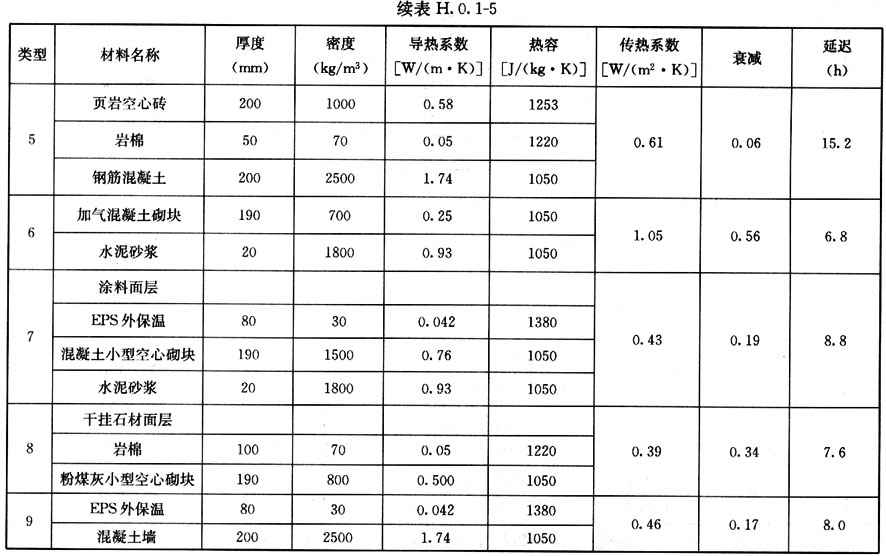 续表 H.0.1-5
类型 材料名称 厚度 (mm) 密度 (kg/m³) 导热系数 [W/(m·K)] 热容 [J/(kg·K)] 传热系数 [W/(m²·K)] 衰减 延迟 (h)
5 页岩空心砖 200 1000 0.58 1253 0.61 0.06 15.2
岩棉 50 70 0.05 1220
钢筋混凝土 200 2500 1.74 1050
6 加气混凝土砌块 190 700 0.25 1050 1.05 0.56 6.8
水泥砂浆 20 1800 0.93 1050
7 涂料面层 0.43 0.19 8.8
EPS外保温 80 30 0.042 1380
混凝土小型空心砌块 190 1500 0.76 1050
水泥砂浆 20 1800 0.93 1050
8 干挂石材面层 0.39 0.34 7.6
岩棉 100 70 0.05 1220
粉煤灰小型空心砌块 190 800 0.500 1050
9 EPS外保温 80 30 0.042 1380 0.46 0.17 8.0
混凝土墙 200 2500 1.74 1050